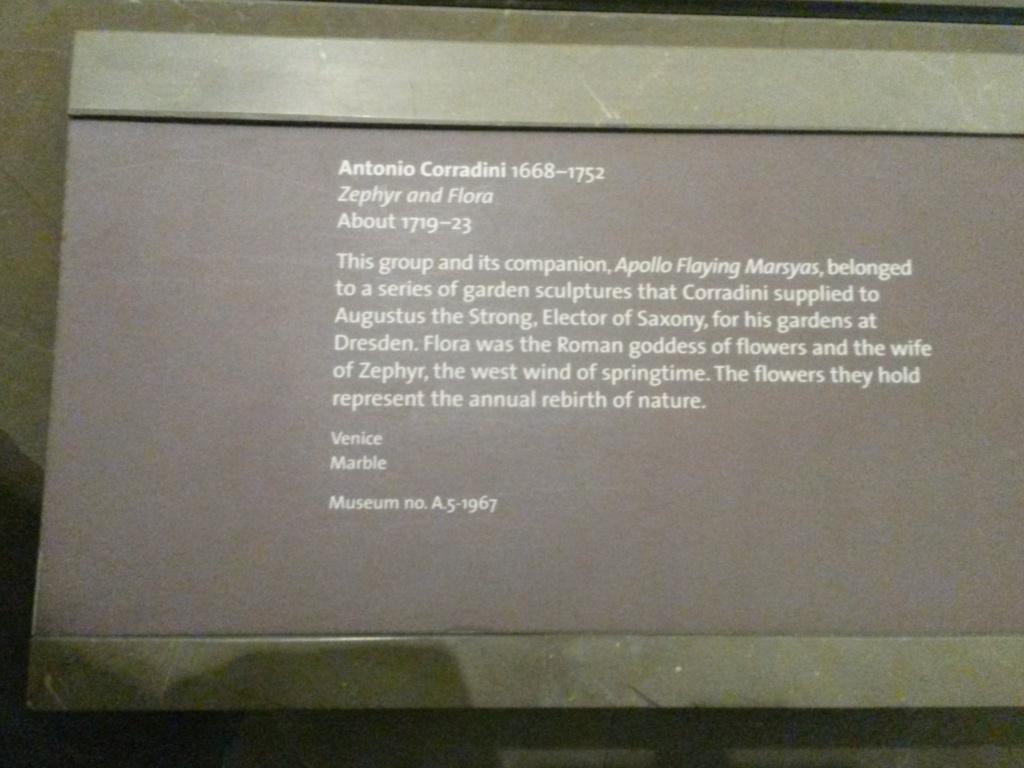 Antonio Corradini 1668–1752
Zephyr and Flora
About 1719–23
This group and its companion, Apollo Flaying Marsyas, belonged
to a series of garden sculptures that Corradini supplied to
Augustus the Strong, Elector of Saxony, for his gardens at
Dresden. Flora was the Roman goddess of flowers and the wife
of Zephyr, the west wind of springtime. The flowers they hold
represent the annual rebirth of nature.
Venice
Marble
Museum no. A.5-1967